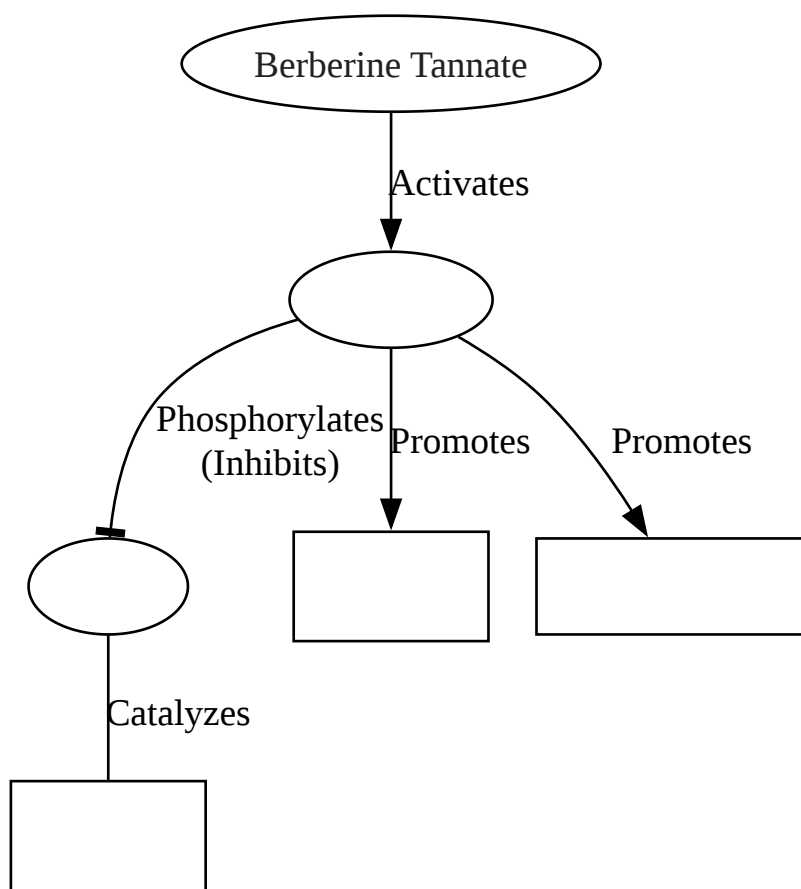 Berberine Tannate
Activates
Phosphorylates
(Inhibits)
Promotes
Promotes
Catalyzes